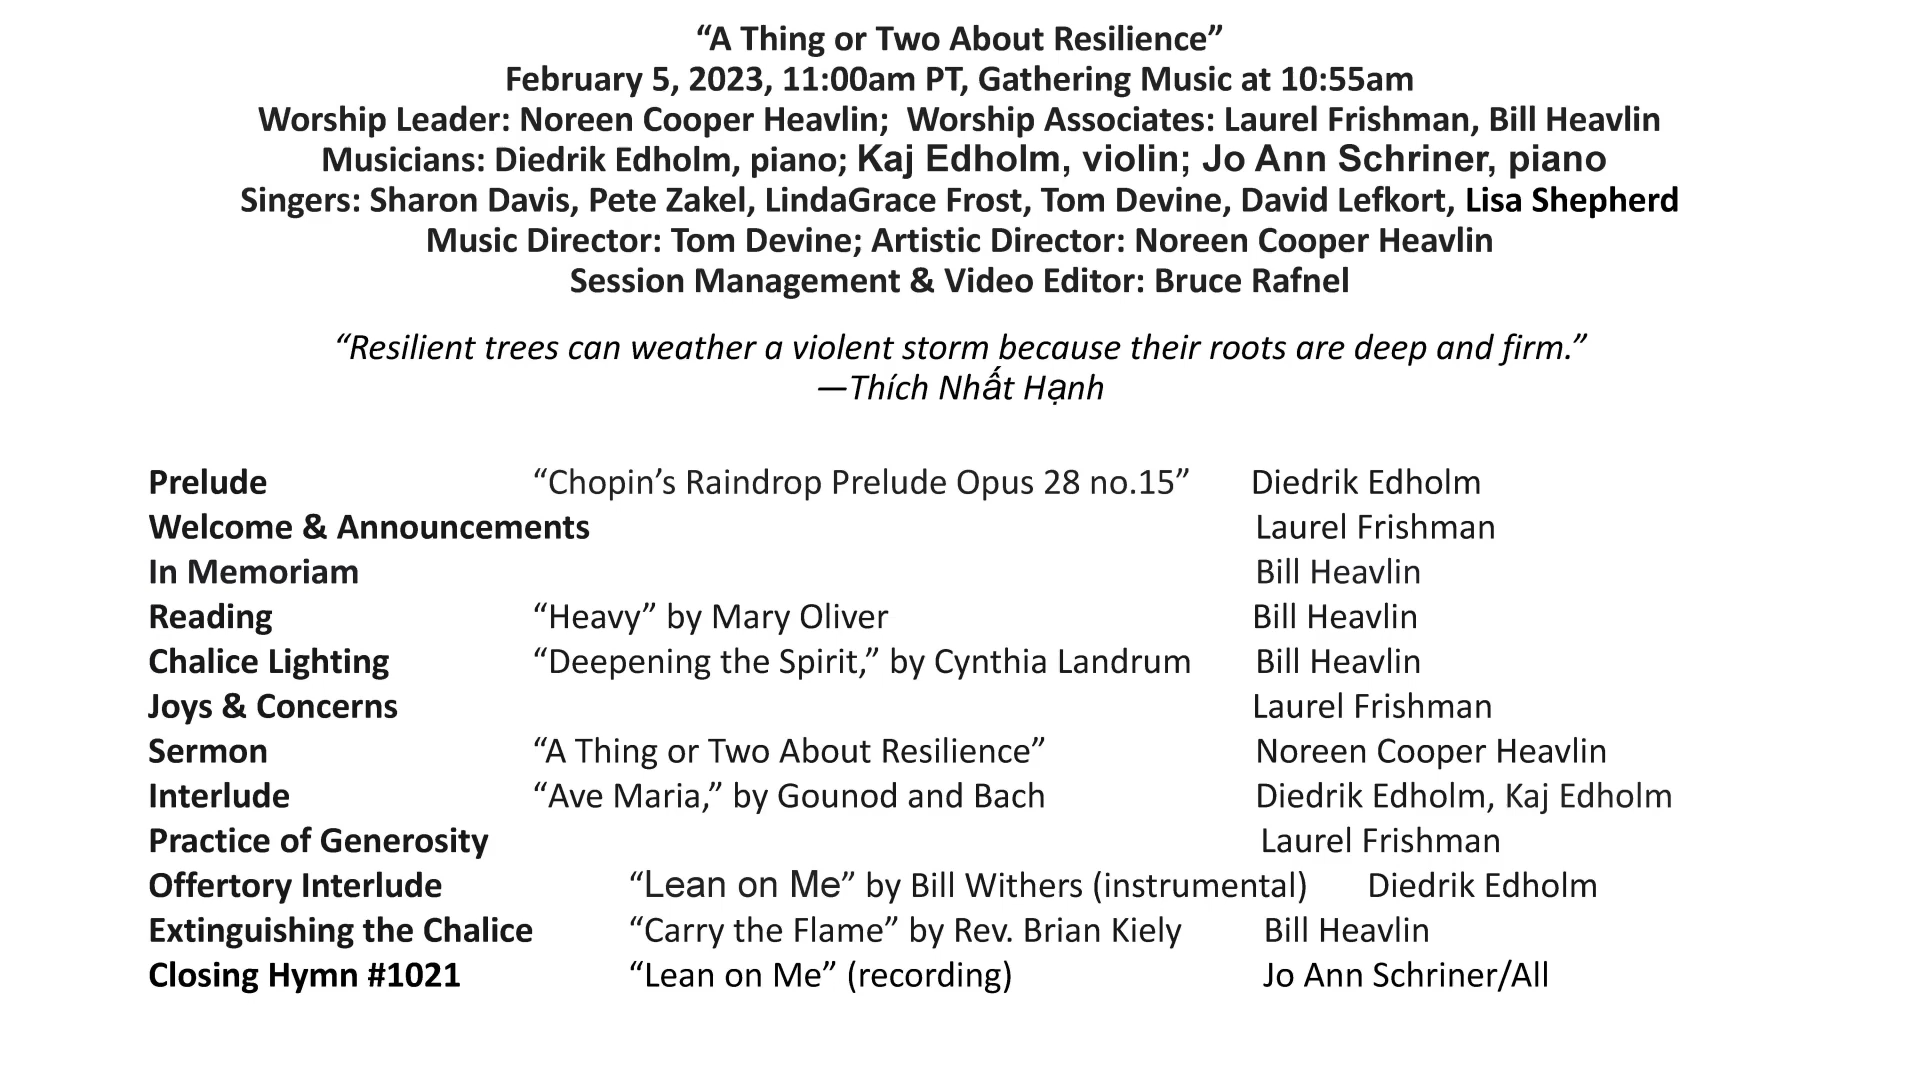 “A Thing or Two About Resilience”
February 5, 2023, 11:00am PT, Gathering Music at 10:55am
Worship Leader: Noreen Cooper Heavlin;  Worship Associates: Laurel Frishman, Bill Heavlin
Musicians: Diedrik Edholm, piano; Kaj Edholm, violin; Jo Ann Schriner, piano
Singers: Sharon Davis, Pete Zakel, LindaGrace Frost, Tom Devine, David Lefkort, Lisa Shepherd
Music Director: Tom Devine; Artistic Director: Noreen Cooper Heavlin
Session Management & Video Editor: Bruce Rafnel
“Resilient trees can weather a violent storm because their roots are deep and firm.”
—Thích Nhất Hạnh
Prelude “Chopin’s Raindrop Prelude Opus 28 no.15” Diedrik Edholm
Welcome & Announcements Laurel Frishman
In Memoriam Bill Heavlin
Reading “Heavy” by Mary Oliver Bill Heavlin
Chalice Lighting “Deepening the Spirit,” by Cynthia Landrum Bill Heavlin
Joys & Concerns Laurel Frishman
Sermon “A Thing or Two About Resilience” Noreen Cooper Heavlin
Interlude “Ave Maria,” by Gounod and Bach Diedrik Edholm, Kaj Edholm
Practice of Generosity Laurel Frishman
Offertory Interlude “Lean on Me” by Bill Withers (instrumental) Diedrik Edholm
Extinguishing the Chalice “Carry the Flame” by Rev. Brian Kiely Bill Heavlin
Closing Hymn #1021 “Lean on Me” (recording) Jo Ann Schriner/All